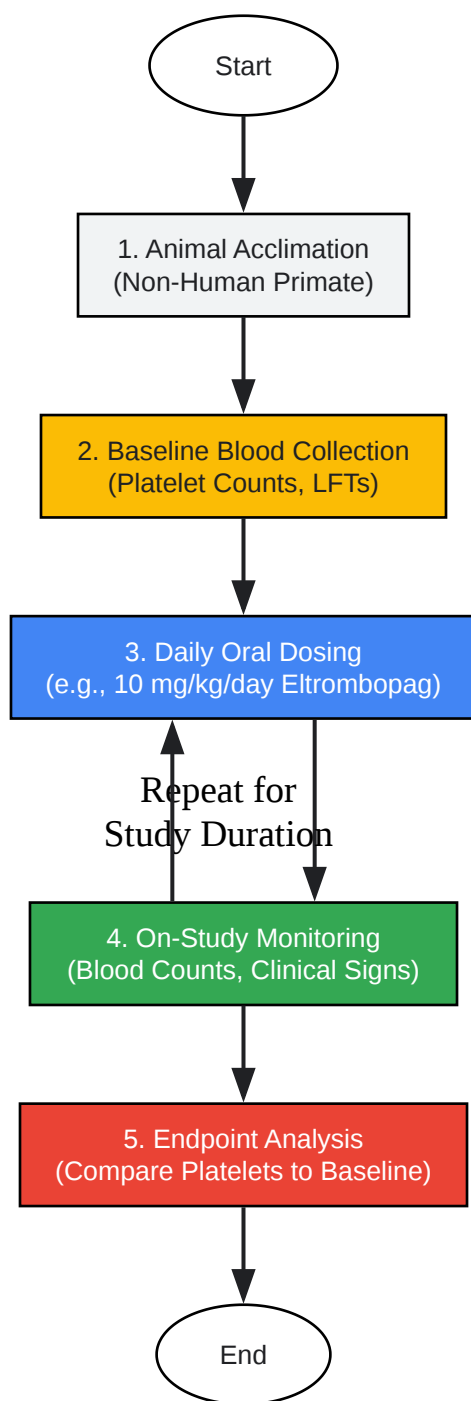 Start
1. Animal Acclimation
(Non-Human Primate)
2. Baseline Blood Collection
(Platelet Counts, LFTs)
3. Daily Oral Dosing
(e.g., 10 mg/kg/day Eltrombopag)
Repeat for
Study Duration
4. On-Study Monitoring
(Blood Counts, Clinical Signs)
5. Endpoint Analysis
(Compare Platelets to Baseline)
End